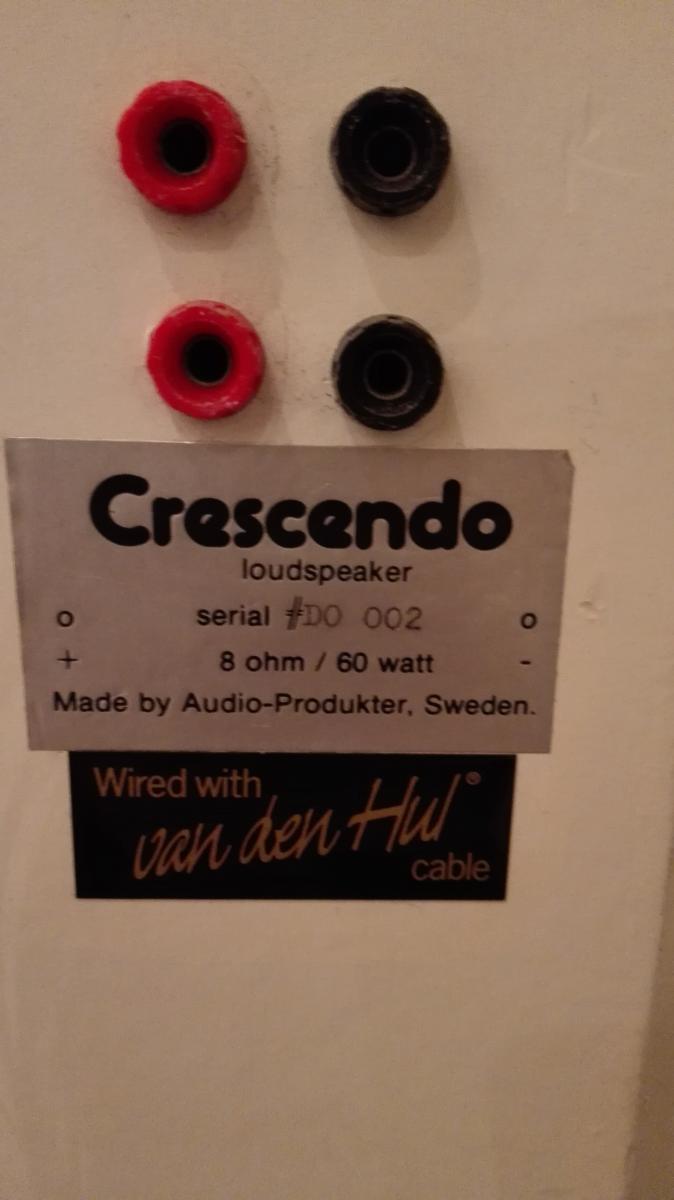 Crescendo
loudspeaker
o serial #DO 002 o
+ 8 ohm / 60 watt -
Made by Audio-Produkter, Sweden.
Wired with
van den Hul ®
cable